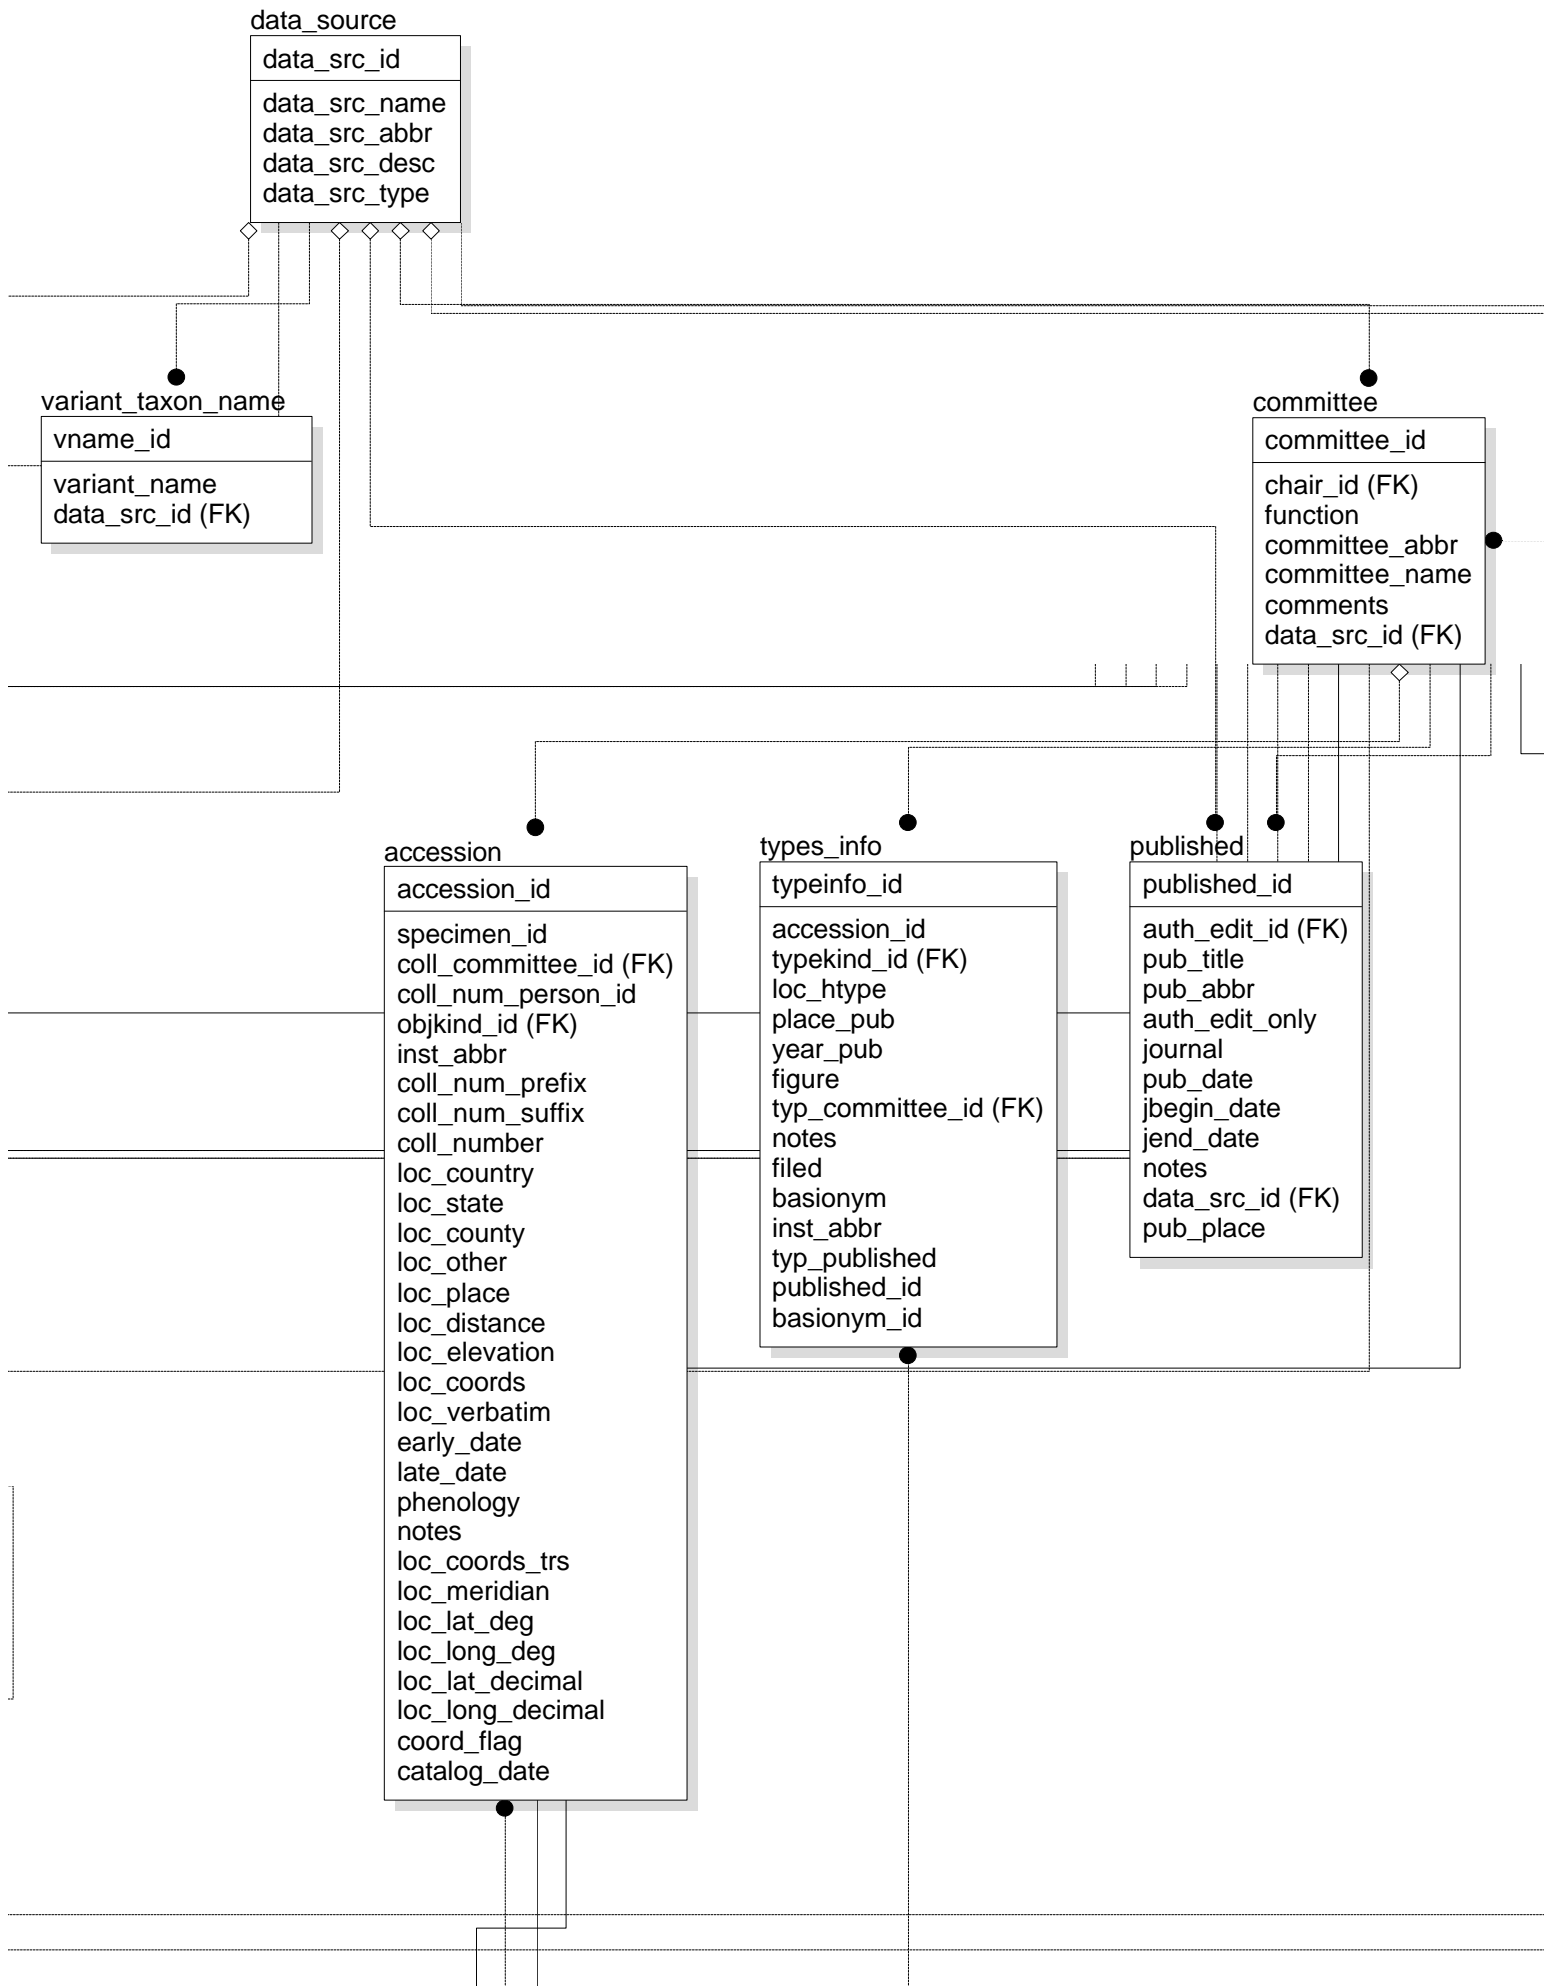 data_source
data_src_id
data_src_name
data_src_abbr
data_src_desc
data_src_type
variant_taxon_name
vname_id
variant_name
data_src_id (FK)
committee
committee_id
chair_id (FK)
function
committee_abbr
committee_name
comments
data_src_id (FK)
accession
accession_id
specimen_id
coll_committee_id (FK)
coll_num_person_id
objkind_id (FK)
inst_abbr
coll_num_prefix
coll_num_suffix
coll_number
loc_country
loc_state
loc_county
loc_other
loc_place
loc_distance
loc_elevation
loc_coords
loc_verbatim
early_date
late_date
phenology
notes
loc_coords_trs
loc_meridian
loc_lat_deg
loc_long_deg
loc_lat_decimal
loc_long_decimal
coord_flag
catalog_date
types_info
typeinfo_id
accession_id
typekind_id (FK)
loc_htype
place_pub
year_pub
figure
typ_committee_id (FK)
notes
filed
basionym
inst_abbr
typ_published
published_id
basionym_id
published
published_id
auth_edit_id (FK)
pub_title
pub_abbr
auth_edit_only
journal
pub_date
jbegin_date
jend_date
notes
data_src_id (FK)
pub_place